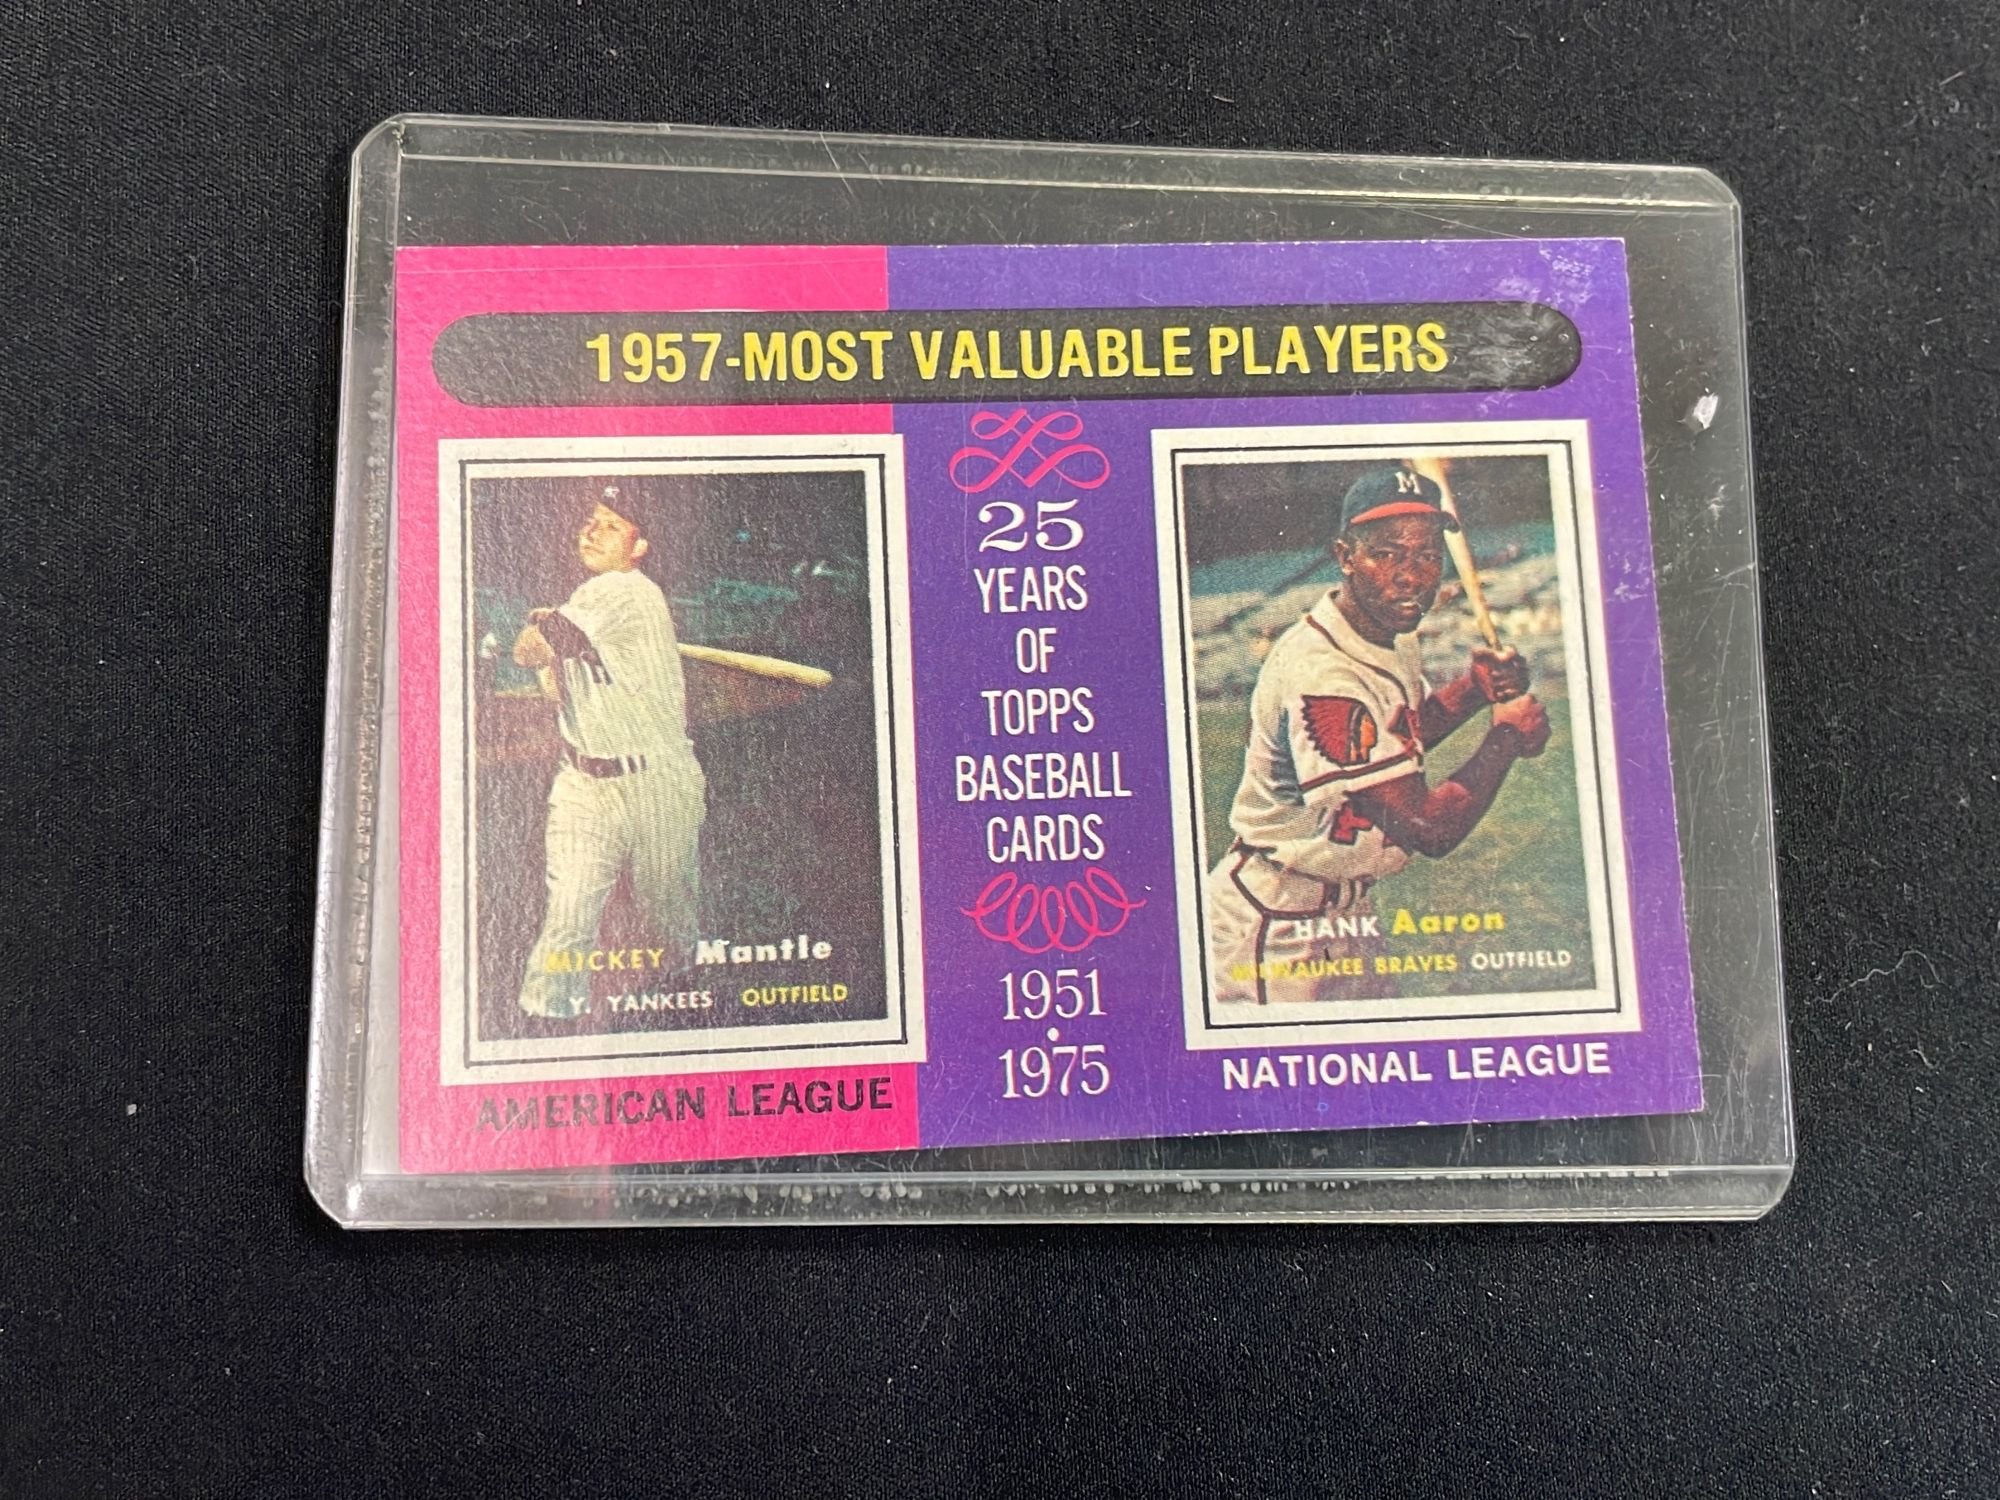 1957-MOST VALUABLE PLAYERS
MICKEY Mantle
Y. YANKEES OUTFIELD
AMERICAN LEAGUE
25
YEARS
OF
TOPPS
BASEBALL
CARDS
1951
•
1975
M
HANK Aaron
MILWAUKEE BRAVES OUTFIELD
NATIONAL LEAGUE